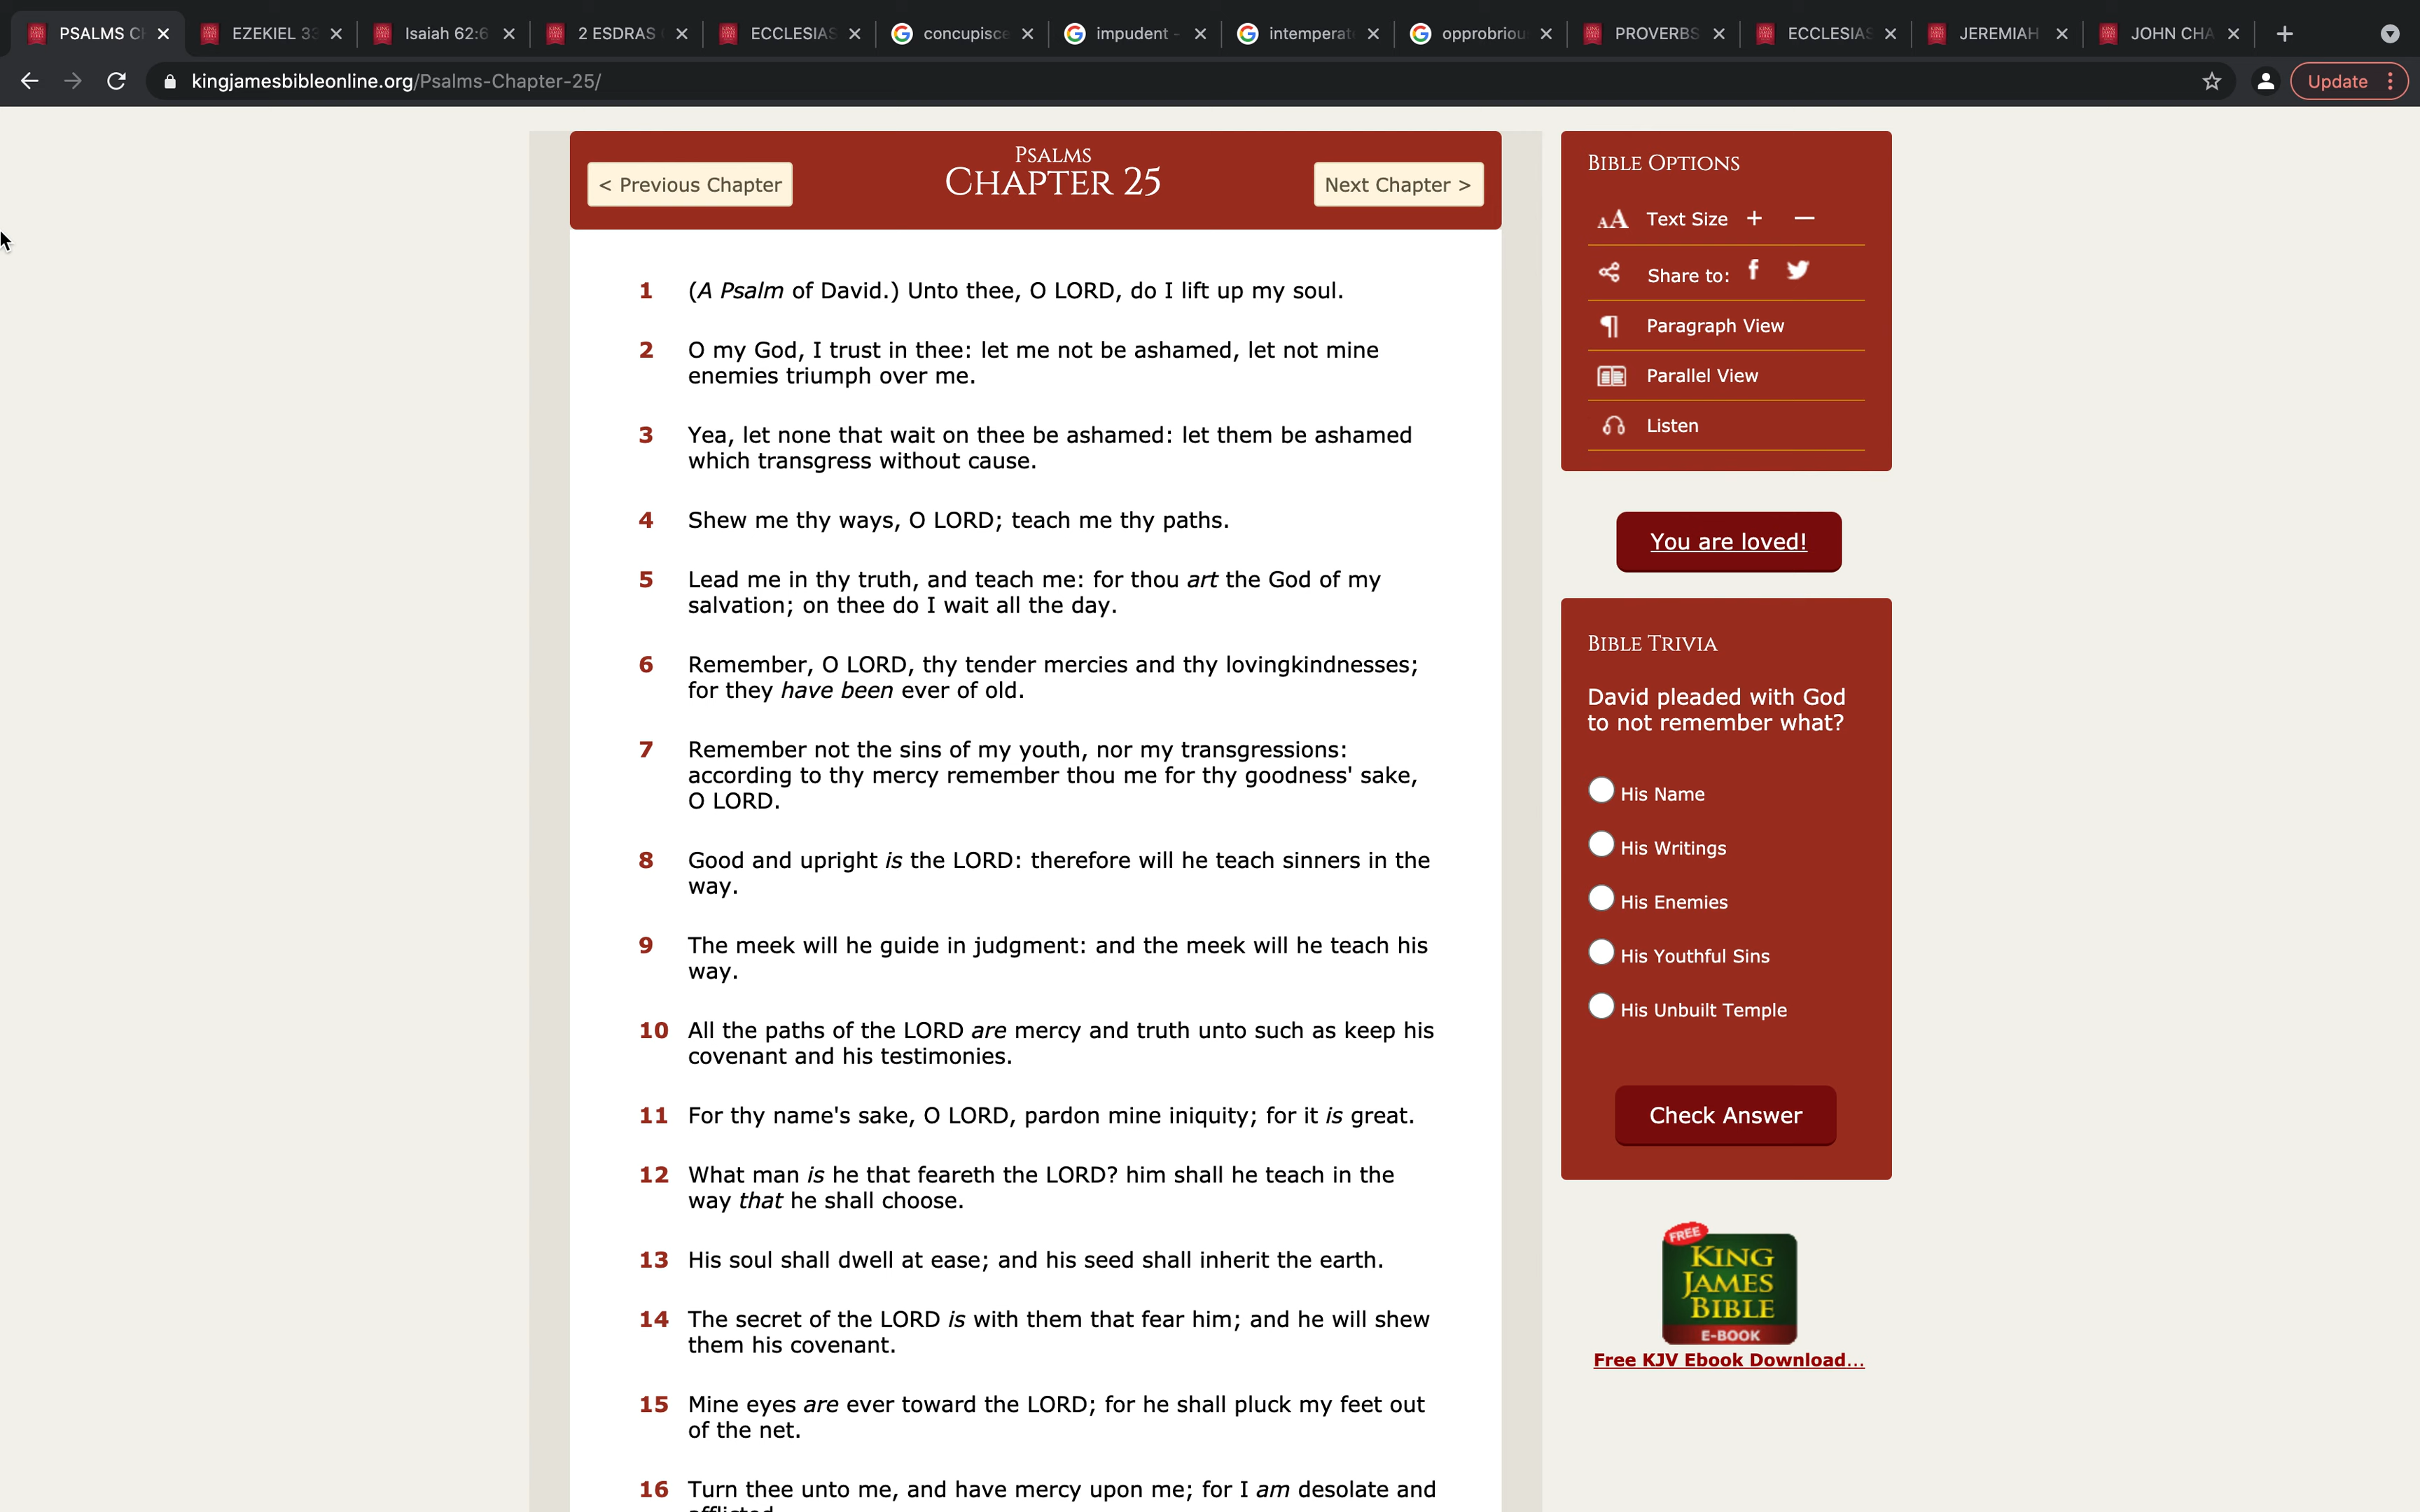 PSALMS CH
EZEKIEL 33
Isaiah 62:6
2 ESDRAS
ECCLESIAS
concupisce
impudent -
intemperat
opprobriou
PROVERBS
ECCLESIAS
JEREMIAH
JOHN CHA
kingjamesbibleonline.org/Psalms-Chapter-25/
Update
< Previous Chapter
PSALMS
CHAPTER 25
Next Chapter >
1 (A Psalm of David.) Unto thee, O LORD, do I lift up my soul.
2 O my God, I trust in thee: let me not be ashamed, let not mine
enemies triumph over me.
3 Yea, let none that wait on thee be ashamed: let them be ashamed
which transgress without cause.
4 Shew me thy ways, O LORD; teach me thy paths.
5 Lead me in thy truth, and teach me: for thou art the God of my
salvation; on thee do I wait all the day.
6 Remember, O LORD, thy tender mercies and thy lovingkindnesses;
for they have been ever of old.
7 Remember not the sins of my youth, nor my transgressions:
according to thy mercy remember thou me for thy goodness' sake,
O LORD.
8 Good and upright is the LORD: therefore will he teach sinners in the
way.
9 The meek will he guide in judgment: and the meek will he teach his
way.
10 All the paths of the LORD are mercy and truth unto such as keep his
covenant and his testimonies.
11 For thy name's sake, O LORD, pardon mine iniquity; for it is great.
12 What man is he that feareth the LORD? him shall he teach in the
way that he shall choose.
13 His soul shall dwell at ease; and his seed shall inherit the earth.
14 The secret of the LORD is with them that fear him; and he will shew
them his covenant.
15 Mine eyes are ever toward the LORD; for he shall pluck my feet out
of the net.
16 Turn thee unto me, and have mercy upon me; for I am desolate and
BIBLE OPTIONS
AA Text Size + —
Share to:
Paragraph View
Parallel View
Listen
You are loved!
BIBLE TRIVIA
David pleaded with God
to not remember what?
His Name
His Writings
His Enemies
His Youthful Sins
His Unbuilt Temple
Check Answer
FREE
KING
JAMES
BIBLE
E-BOOK
Free KJV Ebook Download...